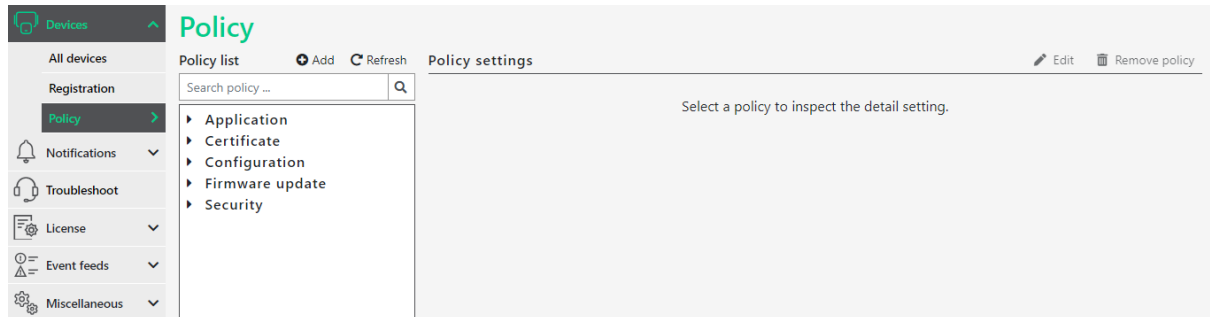 Devices
All devices
Registration
Policy
Notifications
Troubleshoot
License
Event feeds
Miscellaneous
Policy
Policy list
Add
Refresh
Search policy ...
Application
Certificate
Configuration
Firmware update
Security
Policy settings
Edit
Remove policy
Select a policy to inspect the detail setting.